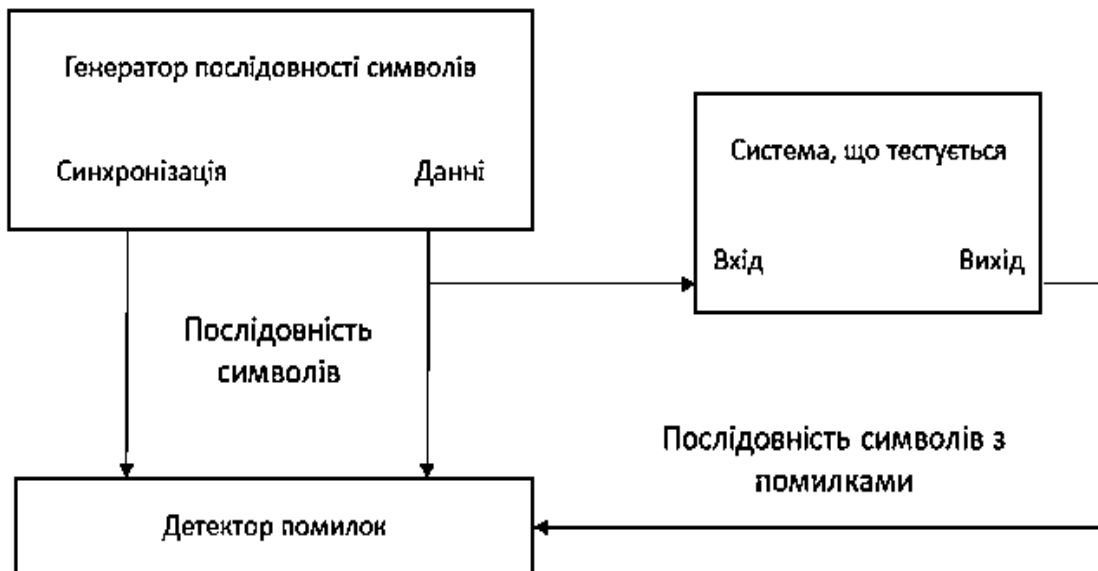 Генератор послідовності символів
Синхронізація
Данні
Система, що тестується
Вхід
Вихід
Послідовність
символів
Послідовність символів з
помилками
Детектор помилок